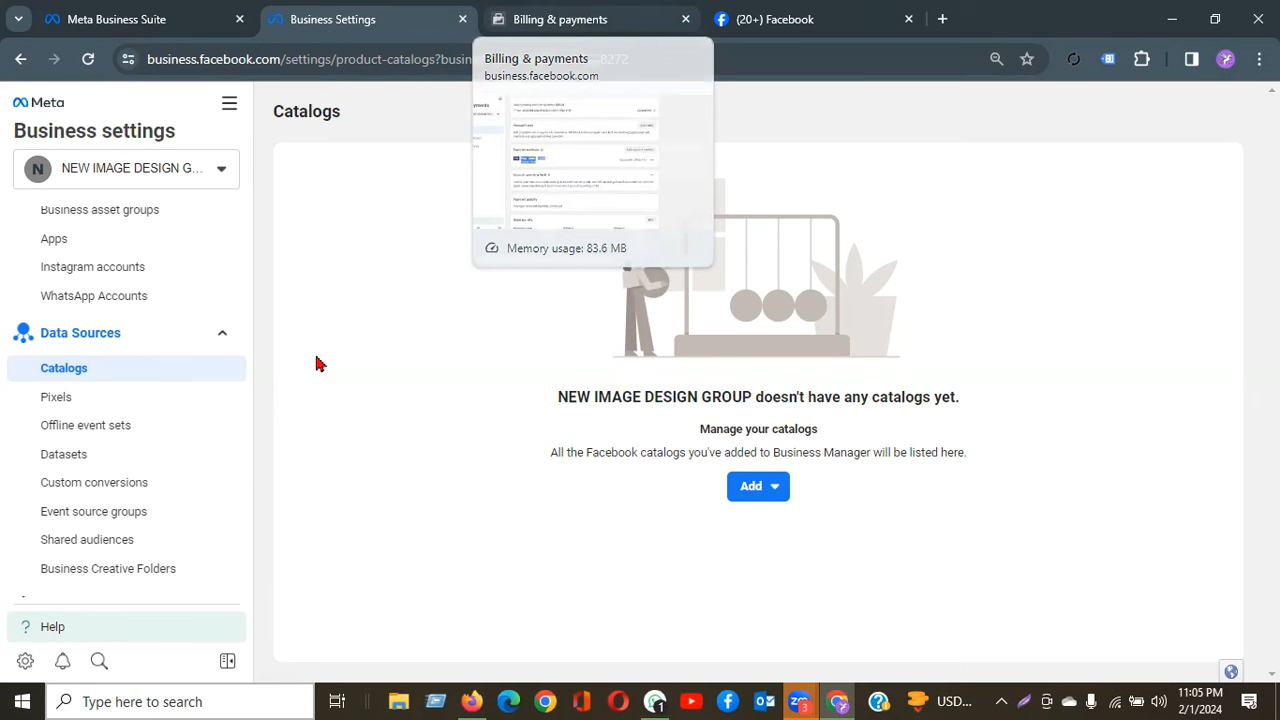 Meta Business Suite
Business Settings
Billing & payments
(20+) Facebook
facebook.com/settings/product-catalogs?busin
8272
Billing & payments
business.facebook.com
Memory usage: 83.6 MB
Meta
Business settings
NEW IMAGE DESIGN G...
Business asset groups
Apps
Instagram accounts
WhatsApp Accounts
Data Sources
Catalogs
Pixels
Offline event sets
Datasets
Custom conversions
Event source groups
Shared audiences
Business Creative Folders
? Help
Catalogs
NEW IMAGE DESIGN GROUP doesn't have any catalogs yet.
Manage your catalogs
All the Facebook catalogs you've added to Business Manager will be listed here.
Add
Type here to search
USD...
2/1/2024